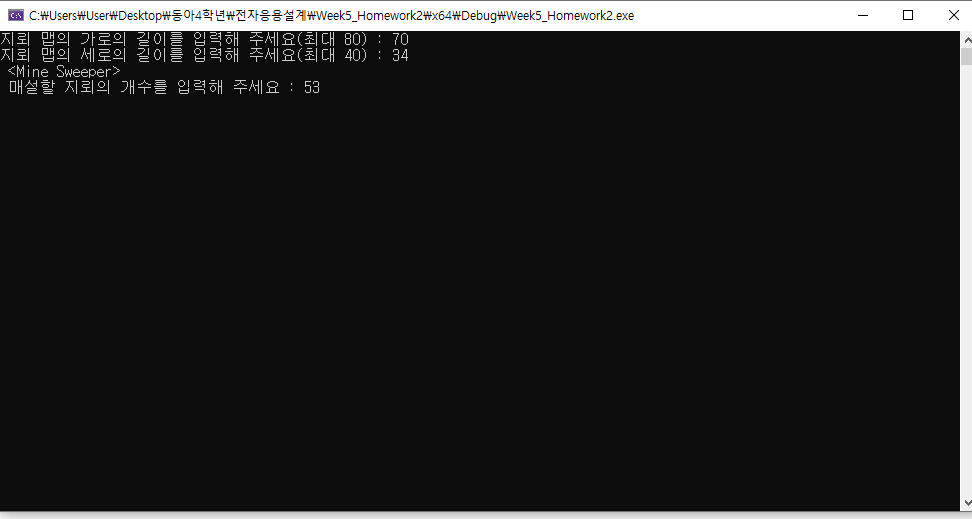 C:\Users\User\Desktop\동아4학년\전자응용설계\Week5_Homework2\x64\Debug\Week5_Homework2.exe
지뢰 맵의 가로의 길이를 입력해 주세요(최대 80) : 70
지뢰 맵의 세로의 길이를 입력해 주세요(최대 40) : 34
<Mine Sweeper>
매설할 지뢰의 개수를 입력해 주세요 : 53